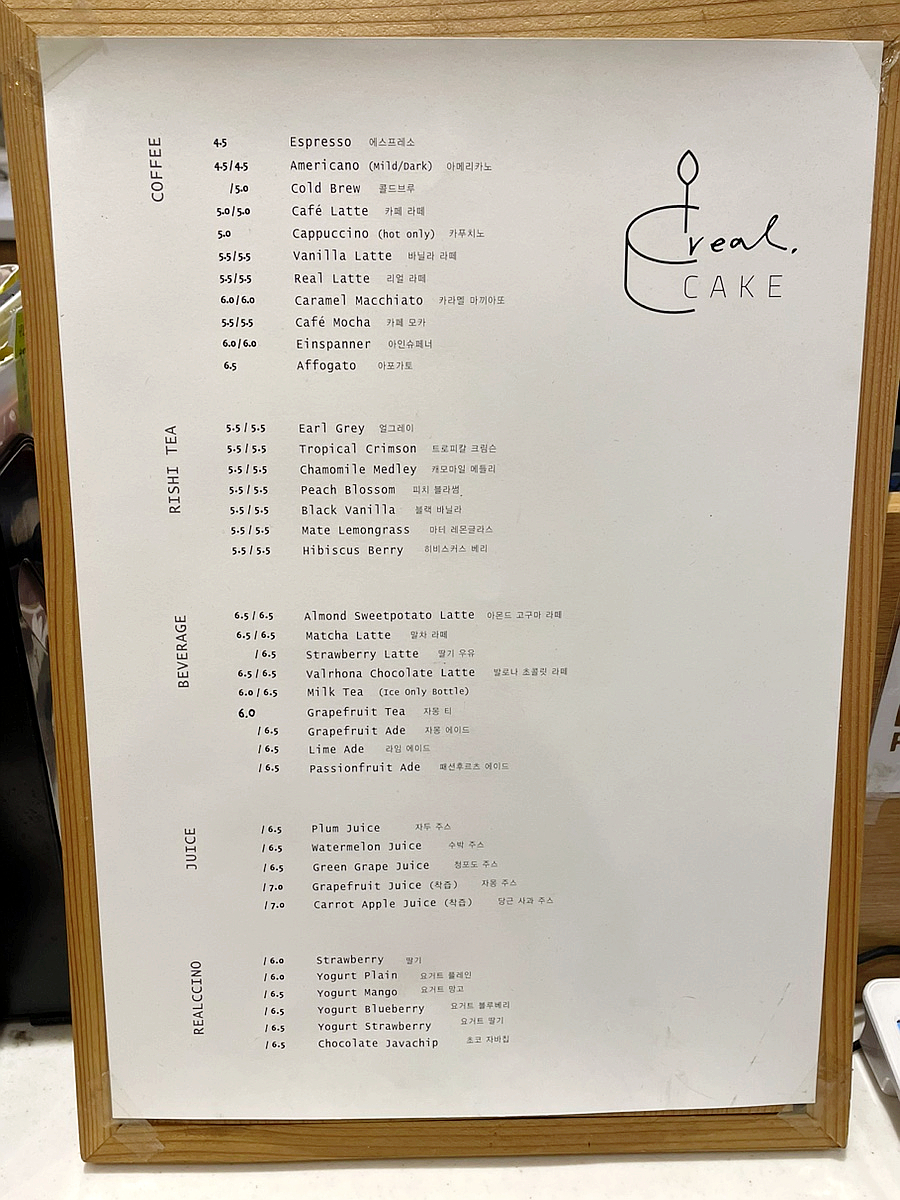 real.
CAKE
COFFEE
4.5 Espresso 에스프레소
4.5/4.5 Americano (Mild/Dark) 아메리카노
/5.0 Cold Brew 콜드브루
5.0/5.0 Café Latte 카페 라떼
5.0 Cappuccino (hot only) 카푸치노
5.5/5.5 Vanilla Latte 바닐라 라떼
5.5/5.5 Real Latte 리얼 라떼
6.0/6.0 Caramel Macchiato 카라멜 마끼아또
5.5/5.5 Café Mocha 카페 모카
6.0/6.0 Einspanner 아인슈페너
6.5 Affogato 아포가토
RISHI TEA
5.5 / 5.5 Earl Grey 얼그레이
5.5 / 5.5 Tropical Crimson 트로피칼 크림슨
5.5 / 5.5 Chamomile Medley 캐모마일 메들리
5.5 / 5.5 Peach Blossom 피치 블라썸
5.5 / 5.5 Black Vanilla 블랙 바닐라
5.5 / 5.5 Mate Lemongrass 마테 레몬글라스
5.5 / 5.5 Hibiscus Berry 히비스커스 베리
BEVERAGE
6.5 / 6.5 Almond Sweetpotato Latte 아몬드 고구마 라떼
6.5 / 6.5 Matcha Latte 말차 라떼
/ 6.5 Strawberry Latte 딸기 우유
6.5 / 6.5 Valrhona Chocolate Latte 발로나 초콜릿 라떼
6.0 / 6.5 Milk Tea (Ice Only Bottle)
6.0 Grapefruit Tea 자몽 티
/ 6.5 Grapefruit Ade 자몽 에이드
/ 6.5 Lime Ade 라임 에이드
/ 6.5 Passionfruit Ade 패션후르츠 에이드
JUICE
/ 6.5 Plum Juice 자두 주스
/ 6.5 Watermelon Juice 수박 주스
/ 6.5 Green Grape Juice 청포도 주스
/ 7.0 Grapefruit Juice (착즙) 자몽 주스
/ 7.0 Carrot Apple Juice (착즙) 당근 사과 주스
REALCCINO
/ 6.0 Strawberry 딸기
/ 6.0 Yogurt Plain 요거트 플레인
/ 6.5 Yogurt Mango 요거트 망고
/ 6.5 Yogurt Blueberry 요거트 블루베리
/ 6.5 Yogurt Strawberry 요거트 딸기
/ 6.5 Chocolate Javachip 초코 자바칩